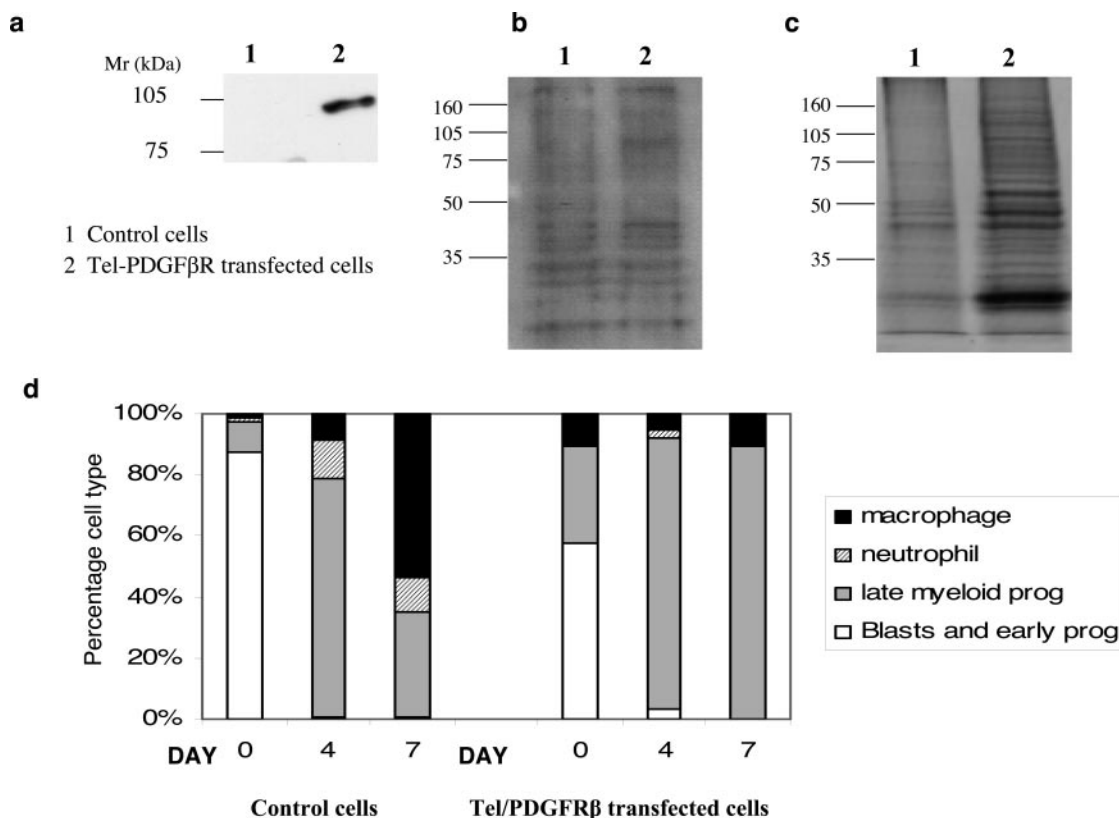 a
1 2
Mr (kDa)
105
75
1 Control cells
2 Tel-PDGFβR transfected cells
b
1 2
160
105
75
50
35
c
1 2
160
105
75
50
35
d
100%
80%
60%
40%
20%
0%
Percentage cell type
DAY 0 4 7 DAY 0 4 7
Control cells Tel/PDGFRβ transfected cells
macrophage
neutrophil
late myeloid prog
Blasts and early prog